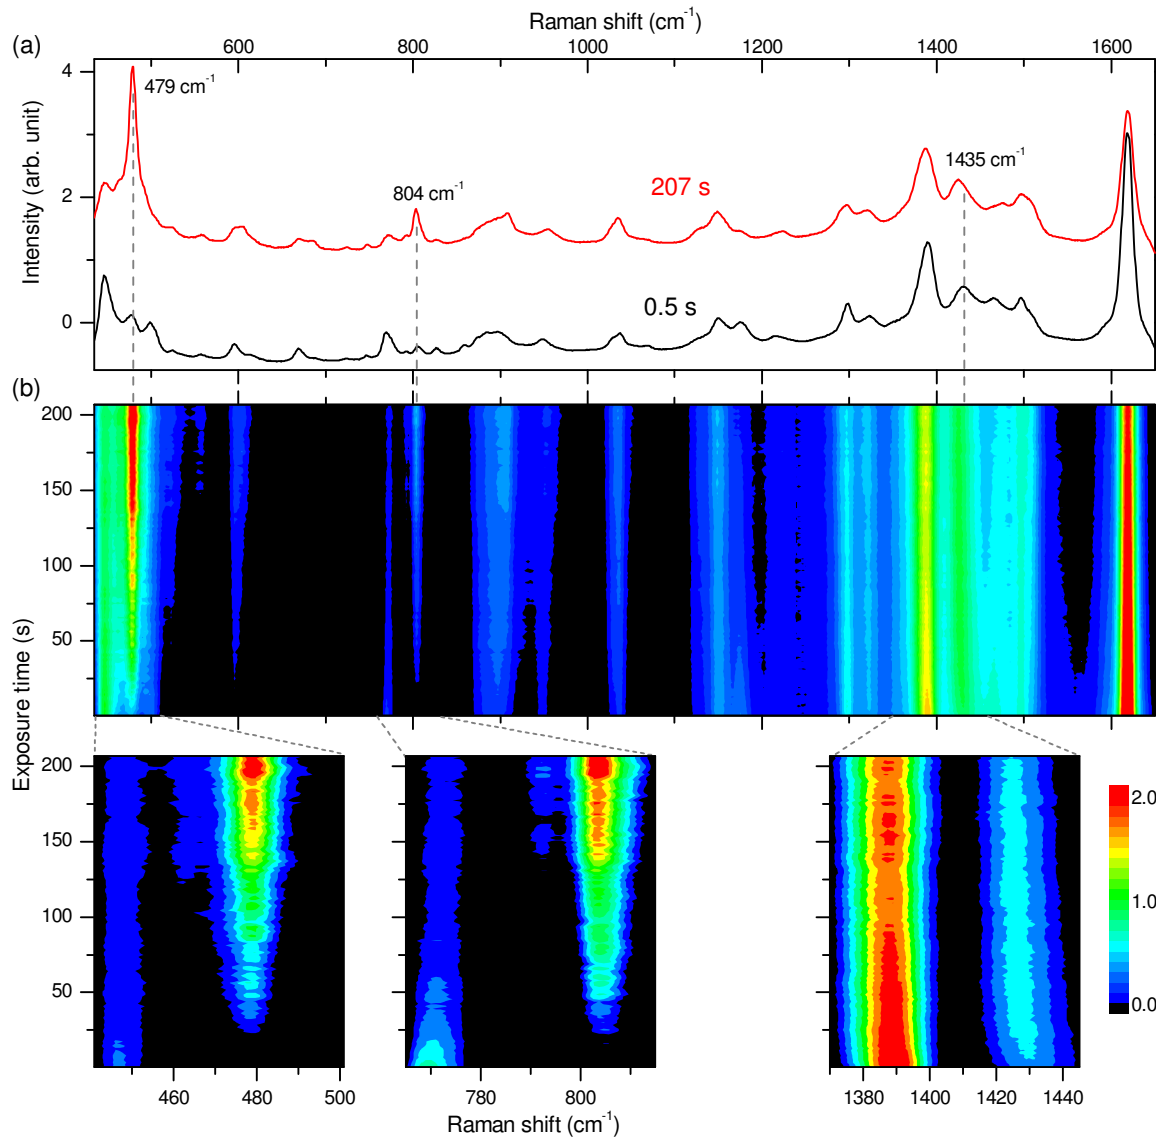 Raman shift (cm⁻¹)
(a)
600 800 1000 1200 1400 1600
4
2
0
Intensity (arb. unit)
479 cm⁻¹
804 cm⁻¹
1435 cm⁻¹
207 s
0.5 s
(b)
200
150
100
50
Exposure time (s)
200
150
200
100
50
460 480 500
780 800
1380 1400 1420 1440
Raman shift (cm⁻¹)
2.0
1.0
0.0